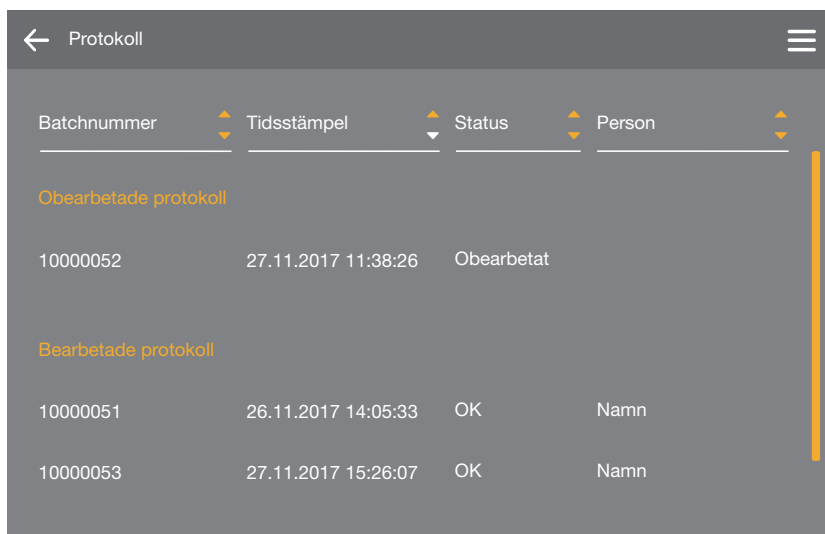 Protokoll
Batchnummer Tidsstämpel Status Person
Obearbetade protokoll
10000052 27.11.2017 11:38:26 Obearbetat
Bearbetade protokoll
10000051 26.11.2017 14:05:33 OK Namn
10000053 27.11.2017 15:26:07 OK Namn